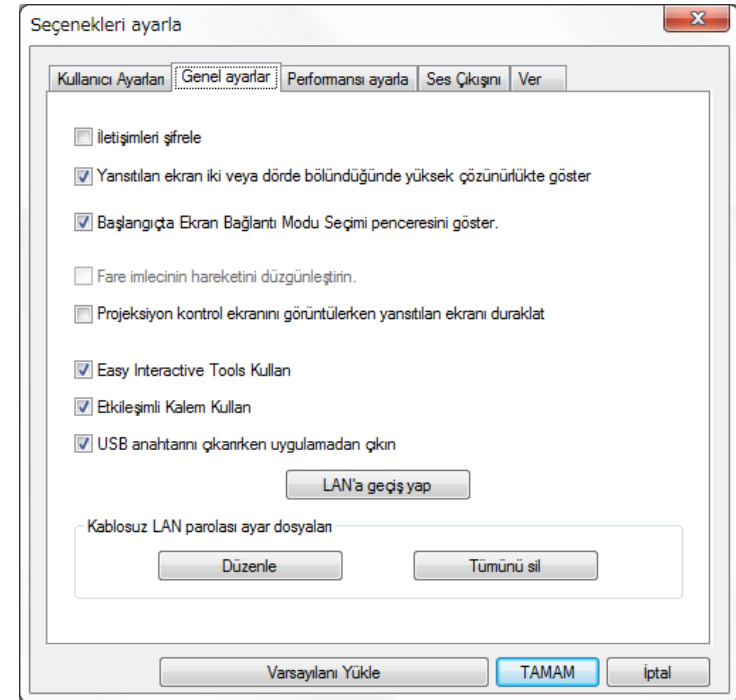 Seçenekleri ayarla
Kullanıcı Ayarları Genel ayarlar Performansı ayarla Ses Çıkışını Ver
İletişimleri şifrele
Yansıtılan ekran iki veya dörde bölündüğünde yüksek çözünürlükte göster
Başlangıçta Ekran Bağlantı Modu Seçimi penceresini göster.
Fare imlecinin hareketini düzgünleştirin.
Projeksiyon kontrol ekranını görüntülerken yansıtılan ekranı duraklat
Easy Interactive Tools Kullan
Etkileşimli Kalem Kullan
USB anahtarını çıkarırken uygulamadan çıkın
LAN'a geçiş yap
Kablosuz LAN parolası ayar dosyaları
Düzenle Tümünü sil
Varsayılanı Yükle TAMAM İptal